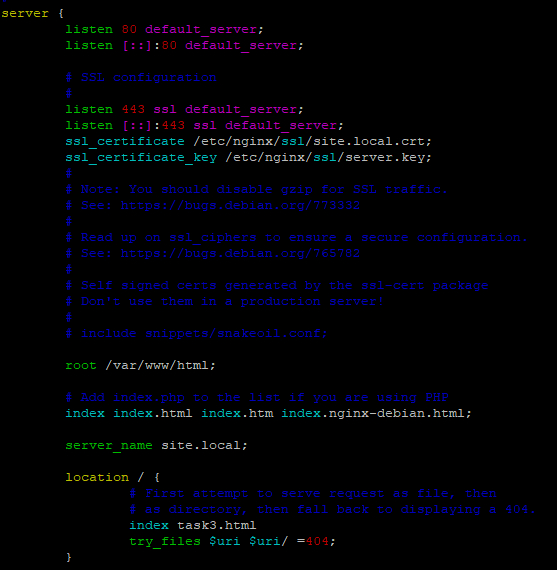 server {
        listen 80 default_server;
        listen [::]:80 default_server;
        # SSL configuration
        #
        listen 443 ssl default_server;
        listen [::]:443 ssl default_server;
        ssl_certificate /etc/nginx/ssl/site.local.crt;
        ssl_certificate_key /etc/nginx/ssl/server.key;
        #
        # Note: You should disable gzip for SSL traffic.
        # See: https://bugs.debian.org/773332
        #
        # Read up on ssl_ciphers to ensure a secure configuration.
        # See: https://bugs.debian.org/765782
        #
        # Self signed certs generated by the ssl-cert package
        # Don't use them in a production server!
        #
        # include snippets/snakeoil.conf;
        root /var/www/html;
        # Add index.php to the list if you are using PHP
        index index.html index.htm index.nginx-debian.html;
        server_name site.local;
        location / {
                # First attempt to serve request as file, then
                # as directory, then fall back to displaying a 404.
                index task3.html
                try_files $uri $uri/ =404;
        }